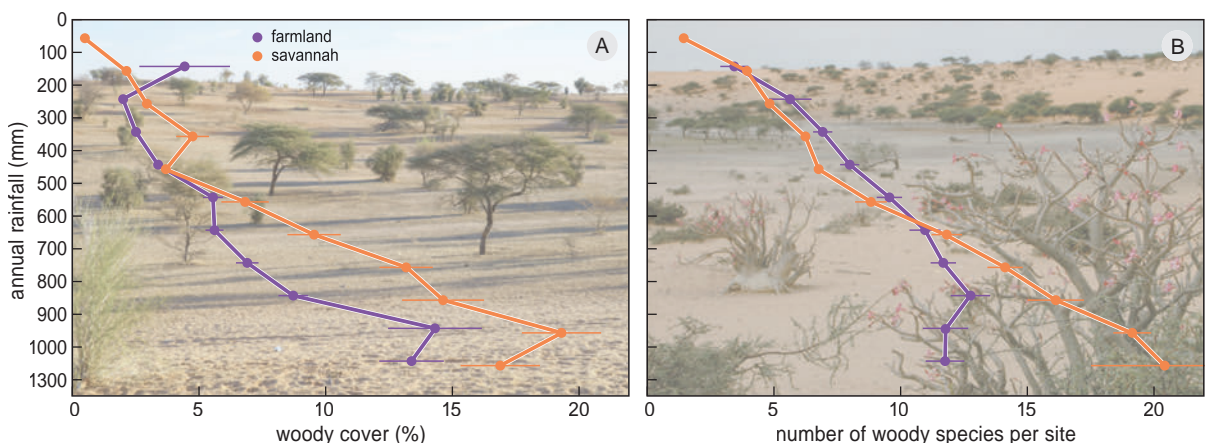 0
100
200
300
400
500
600
700
800
900
1000
1300
annual rainfall (mm)
farmland
savannah
A
0 5 10 15 20
woody cover (%)
B
0 5 10 15 20
number of woody species per site